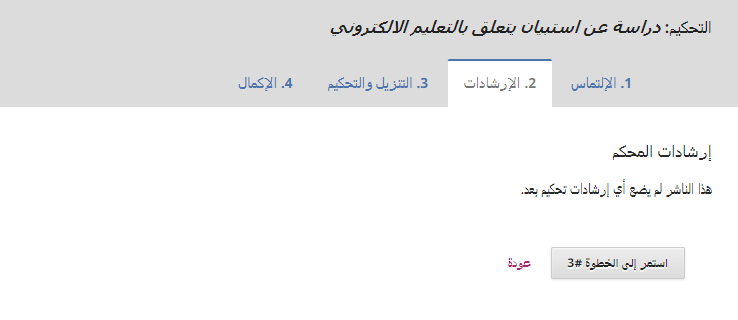 التحكيم: دراسة عن استبيان يتعلق بالتعليم الالكتروني
1. الإلتماس
2. الإرشادات
3. التنزيل والتحكيم
4. الإكمال
إرشادات المحكم
هذا الناشر لم يضع أي إرشادات تحكيم بعد.
استمر إلى الخطوة #3
عودة